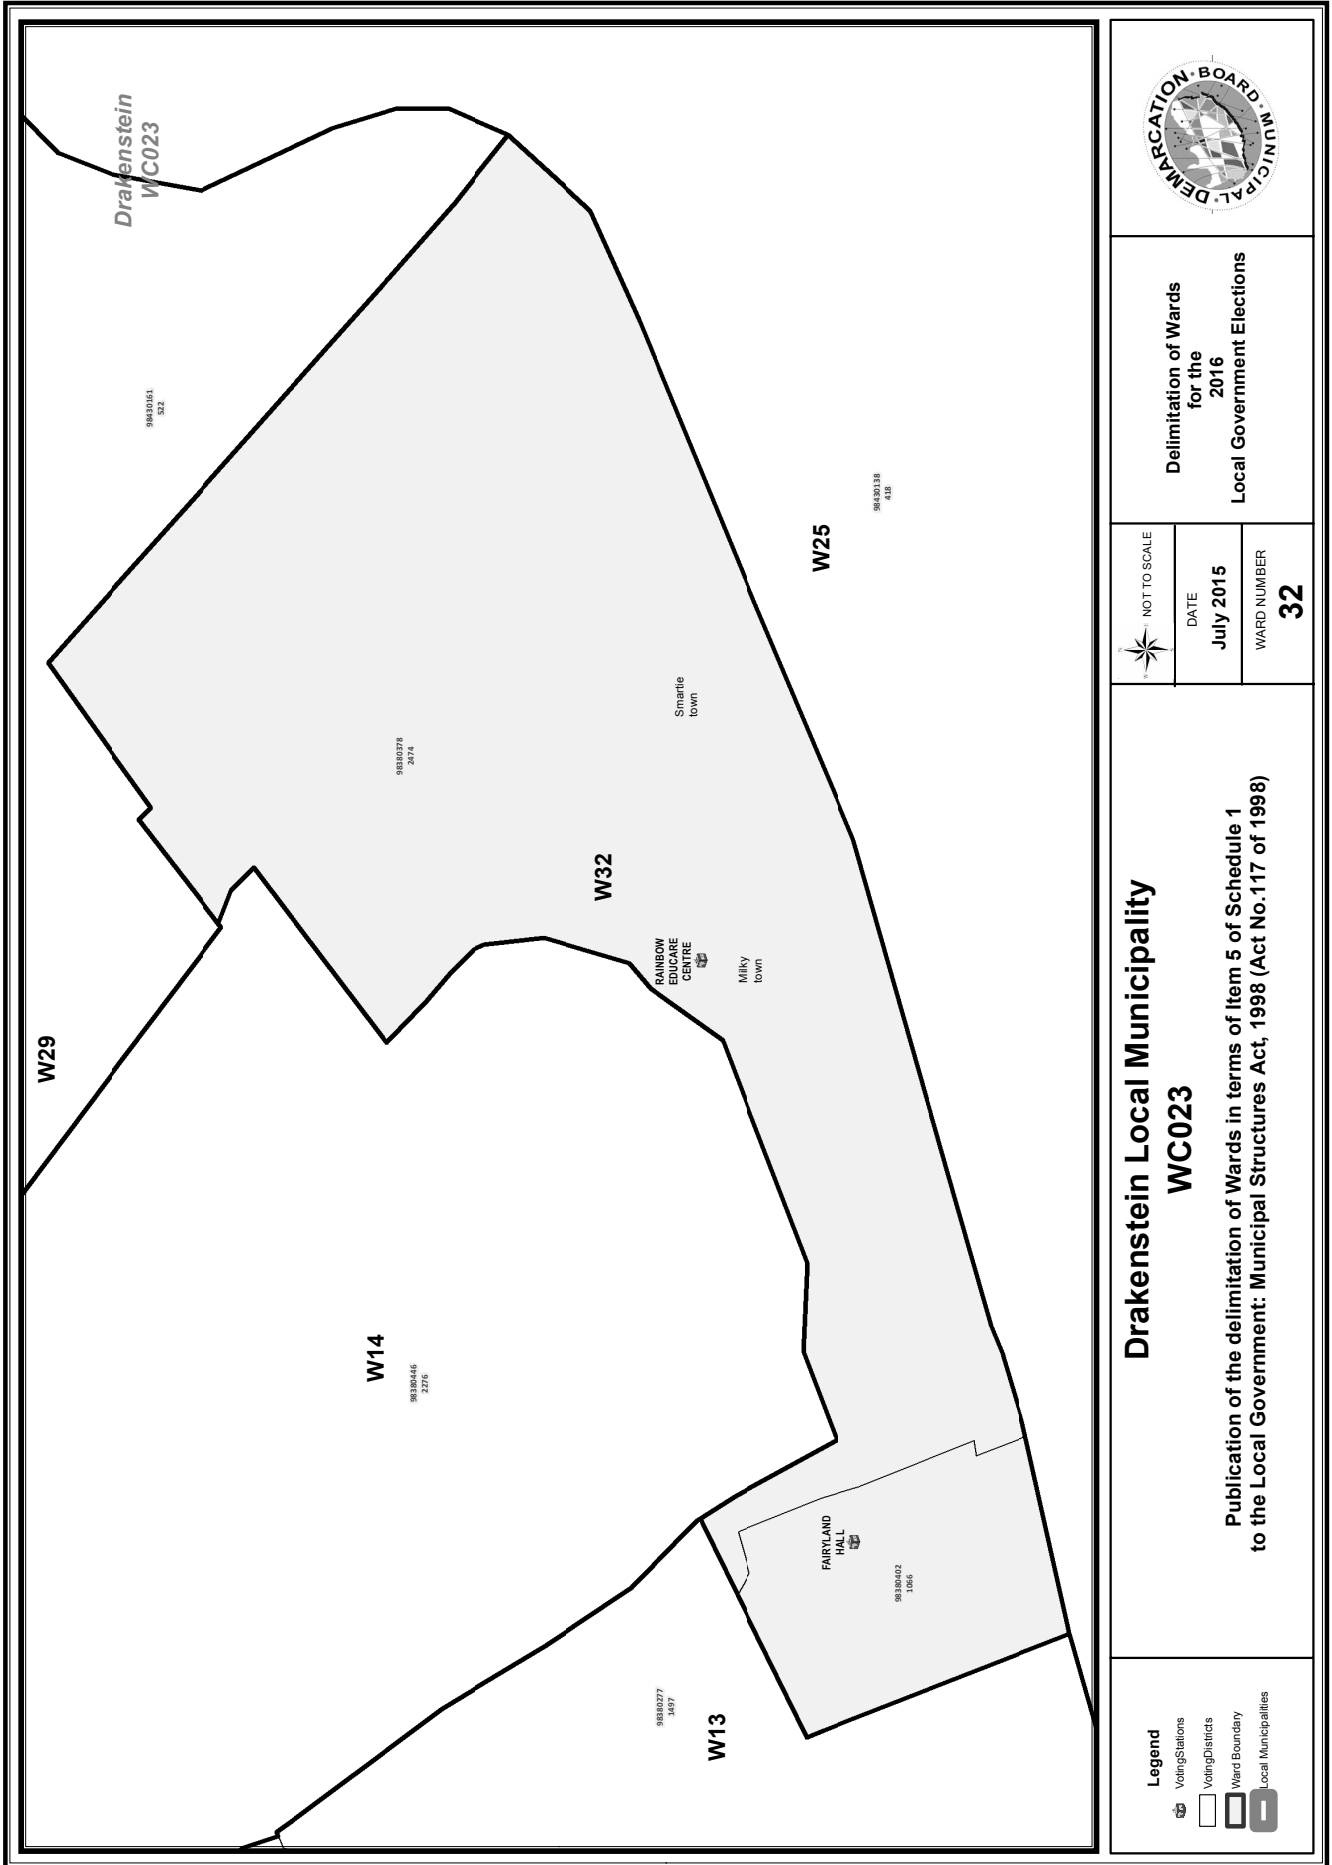 Drakenstein
WC023
98430161
522
W29
98380378
2474
Smartie
town
W25
98430138
418
W32
RAINBOW
EDUCARE
CENTRE
Milky
town
W14
98380446
2276
FAIRYLAND
HALL
98380402
1066
98380277
1497
W13
Legend
VotingStations
VotingDistricts
Ward Boundary
Local Municipalities
Drakenstein Local Municipality
WC023
Publication of the delimitation of Wards in terms of Item 5 of Schedule 1
to the Local Government: Municipal Structures Act, 1998 (Act No.117 of 1998)
N
W E
S
NOT TO SCALE
DATE
July 2015
WARD NUMBER
32
Delimitation of Wards
for the
2016
Local Government Elections
MUNICIPAL • DEMARCATION • BOARD •